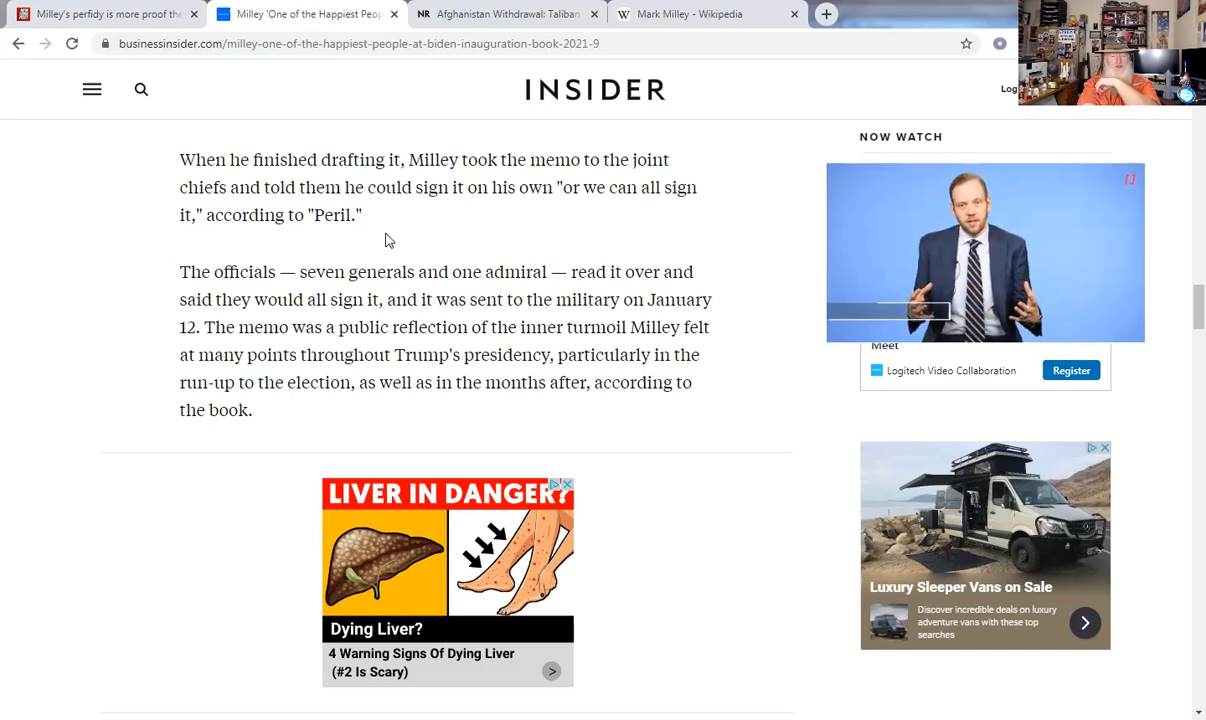 Milley's perfidy is more proof the
Milley 'One of the Happiest Peop
NR Afghanistan Withdrawal: Taliban
W Mark Milley - Wikipedia
businessinsider.com/milley-one-of-the-happiest-people-at-biden-inauguration-book-2021-9
INSIDER
Log
When he finished drafting it, Milley took the memo to the joint
chiefs and told them he could sign it on his own "or we can all sign
it," according to "Peril."
The officials — seven generals and one admiral — read it over and
said they would all sign it, and it was sent to the military on January
12. The memo was a public reflection of the inner turmoil Milley felt
at many points throughout Trump's presidency, particularly in the
run-up to the election, as well as in the months after, according to
the book.
LIVER IN DANGER?
Dying Liver?
4 Warning Signs Of Dying Liver
(#2 Is Scary)
NOW WATCH
Meet
Logitech Video Collaboration
Register
Luxury Sleeper Vans on Sale
Discover incredible deals on luxury
adventure vans with these top
searches